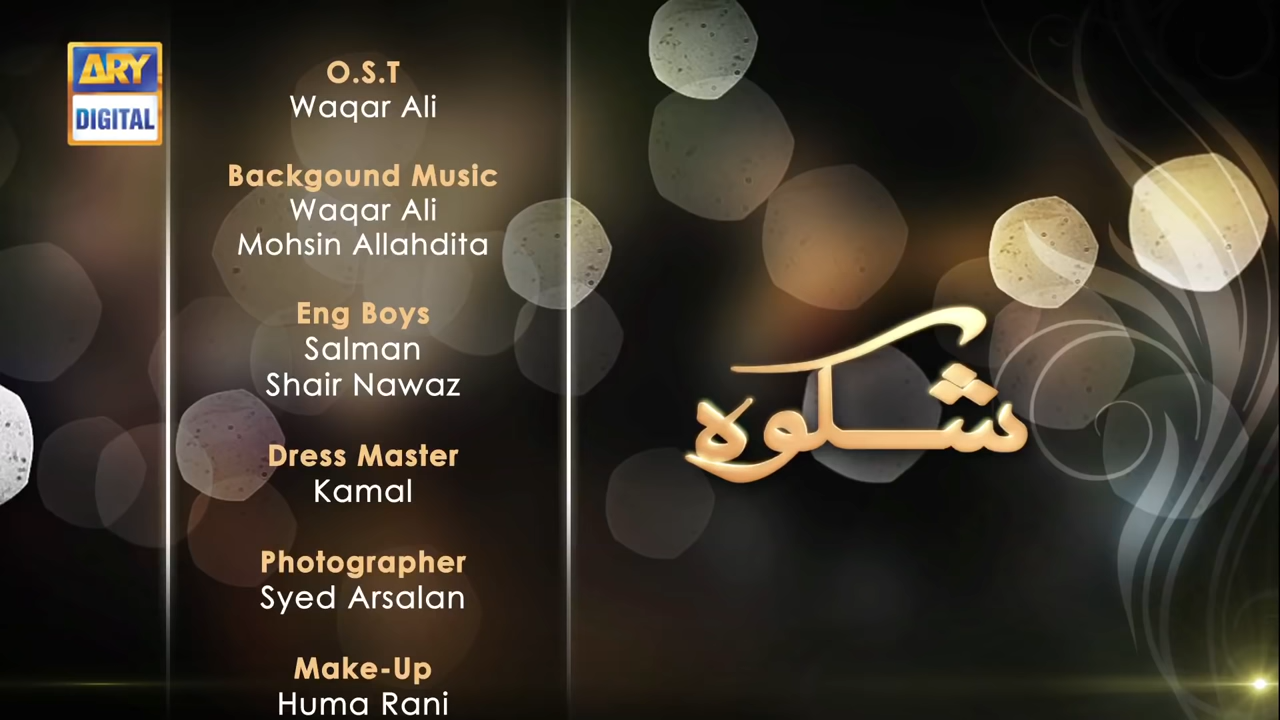 ARY
DIGITAL
O.S.T
Waqar Ali
Backgound Music
Waqar Ali
Mohsin Allahdita
Eng Boys
Salman
Shair Nawaz
Dress Master
Kamal
Photographer
Syed Arsalan
Make-Up
Huma Rani
شکوہ